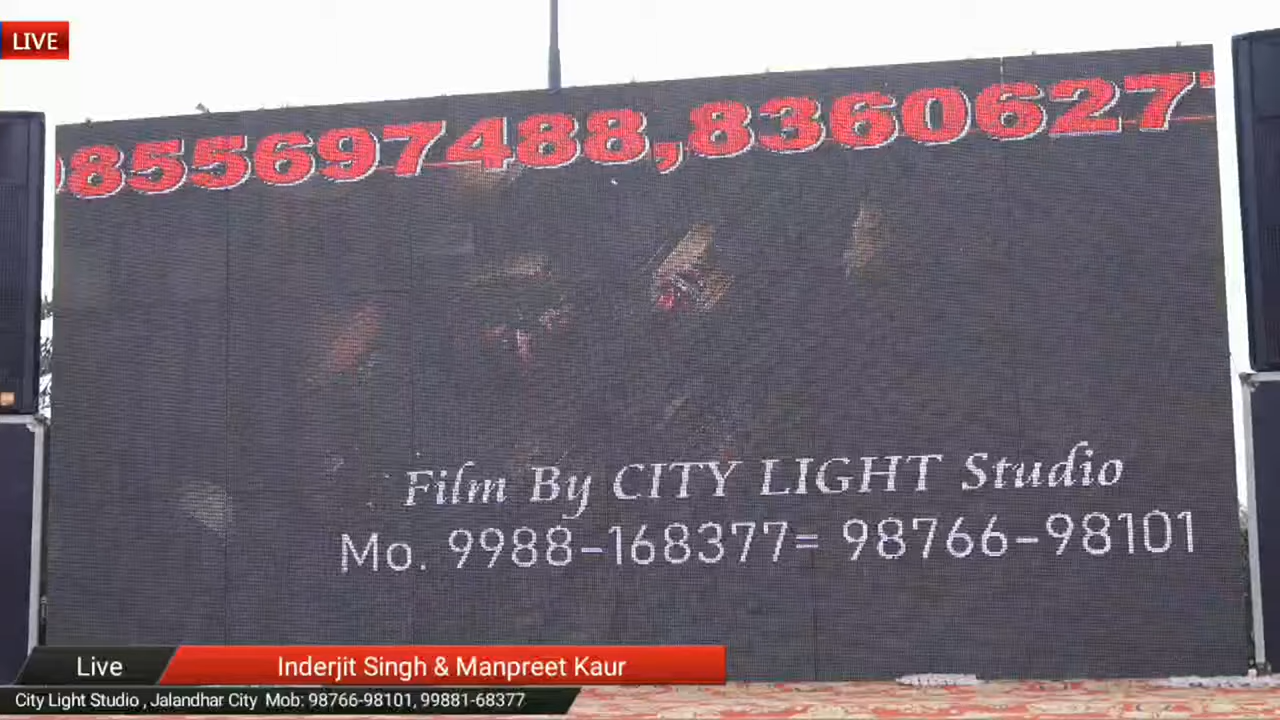 LIVE
9855697488,8360627
Film By CITY LIGHT Studio
Mo. 9988-168377= 98766-98101
Live
Inderjit Singh & Manpreet Kaur
City Light Studio , Jalandhar City Mob: 98766-98101, 99881-68377